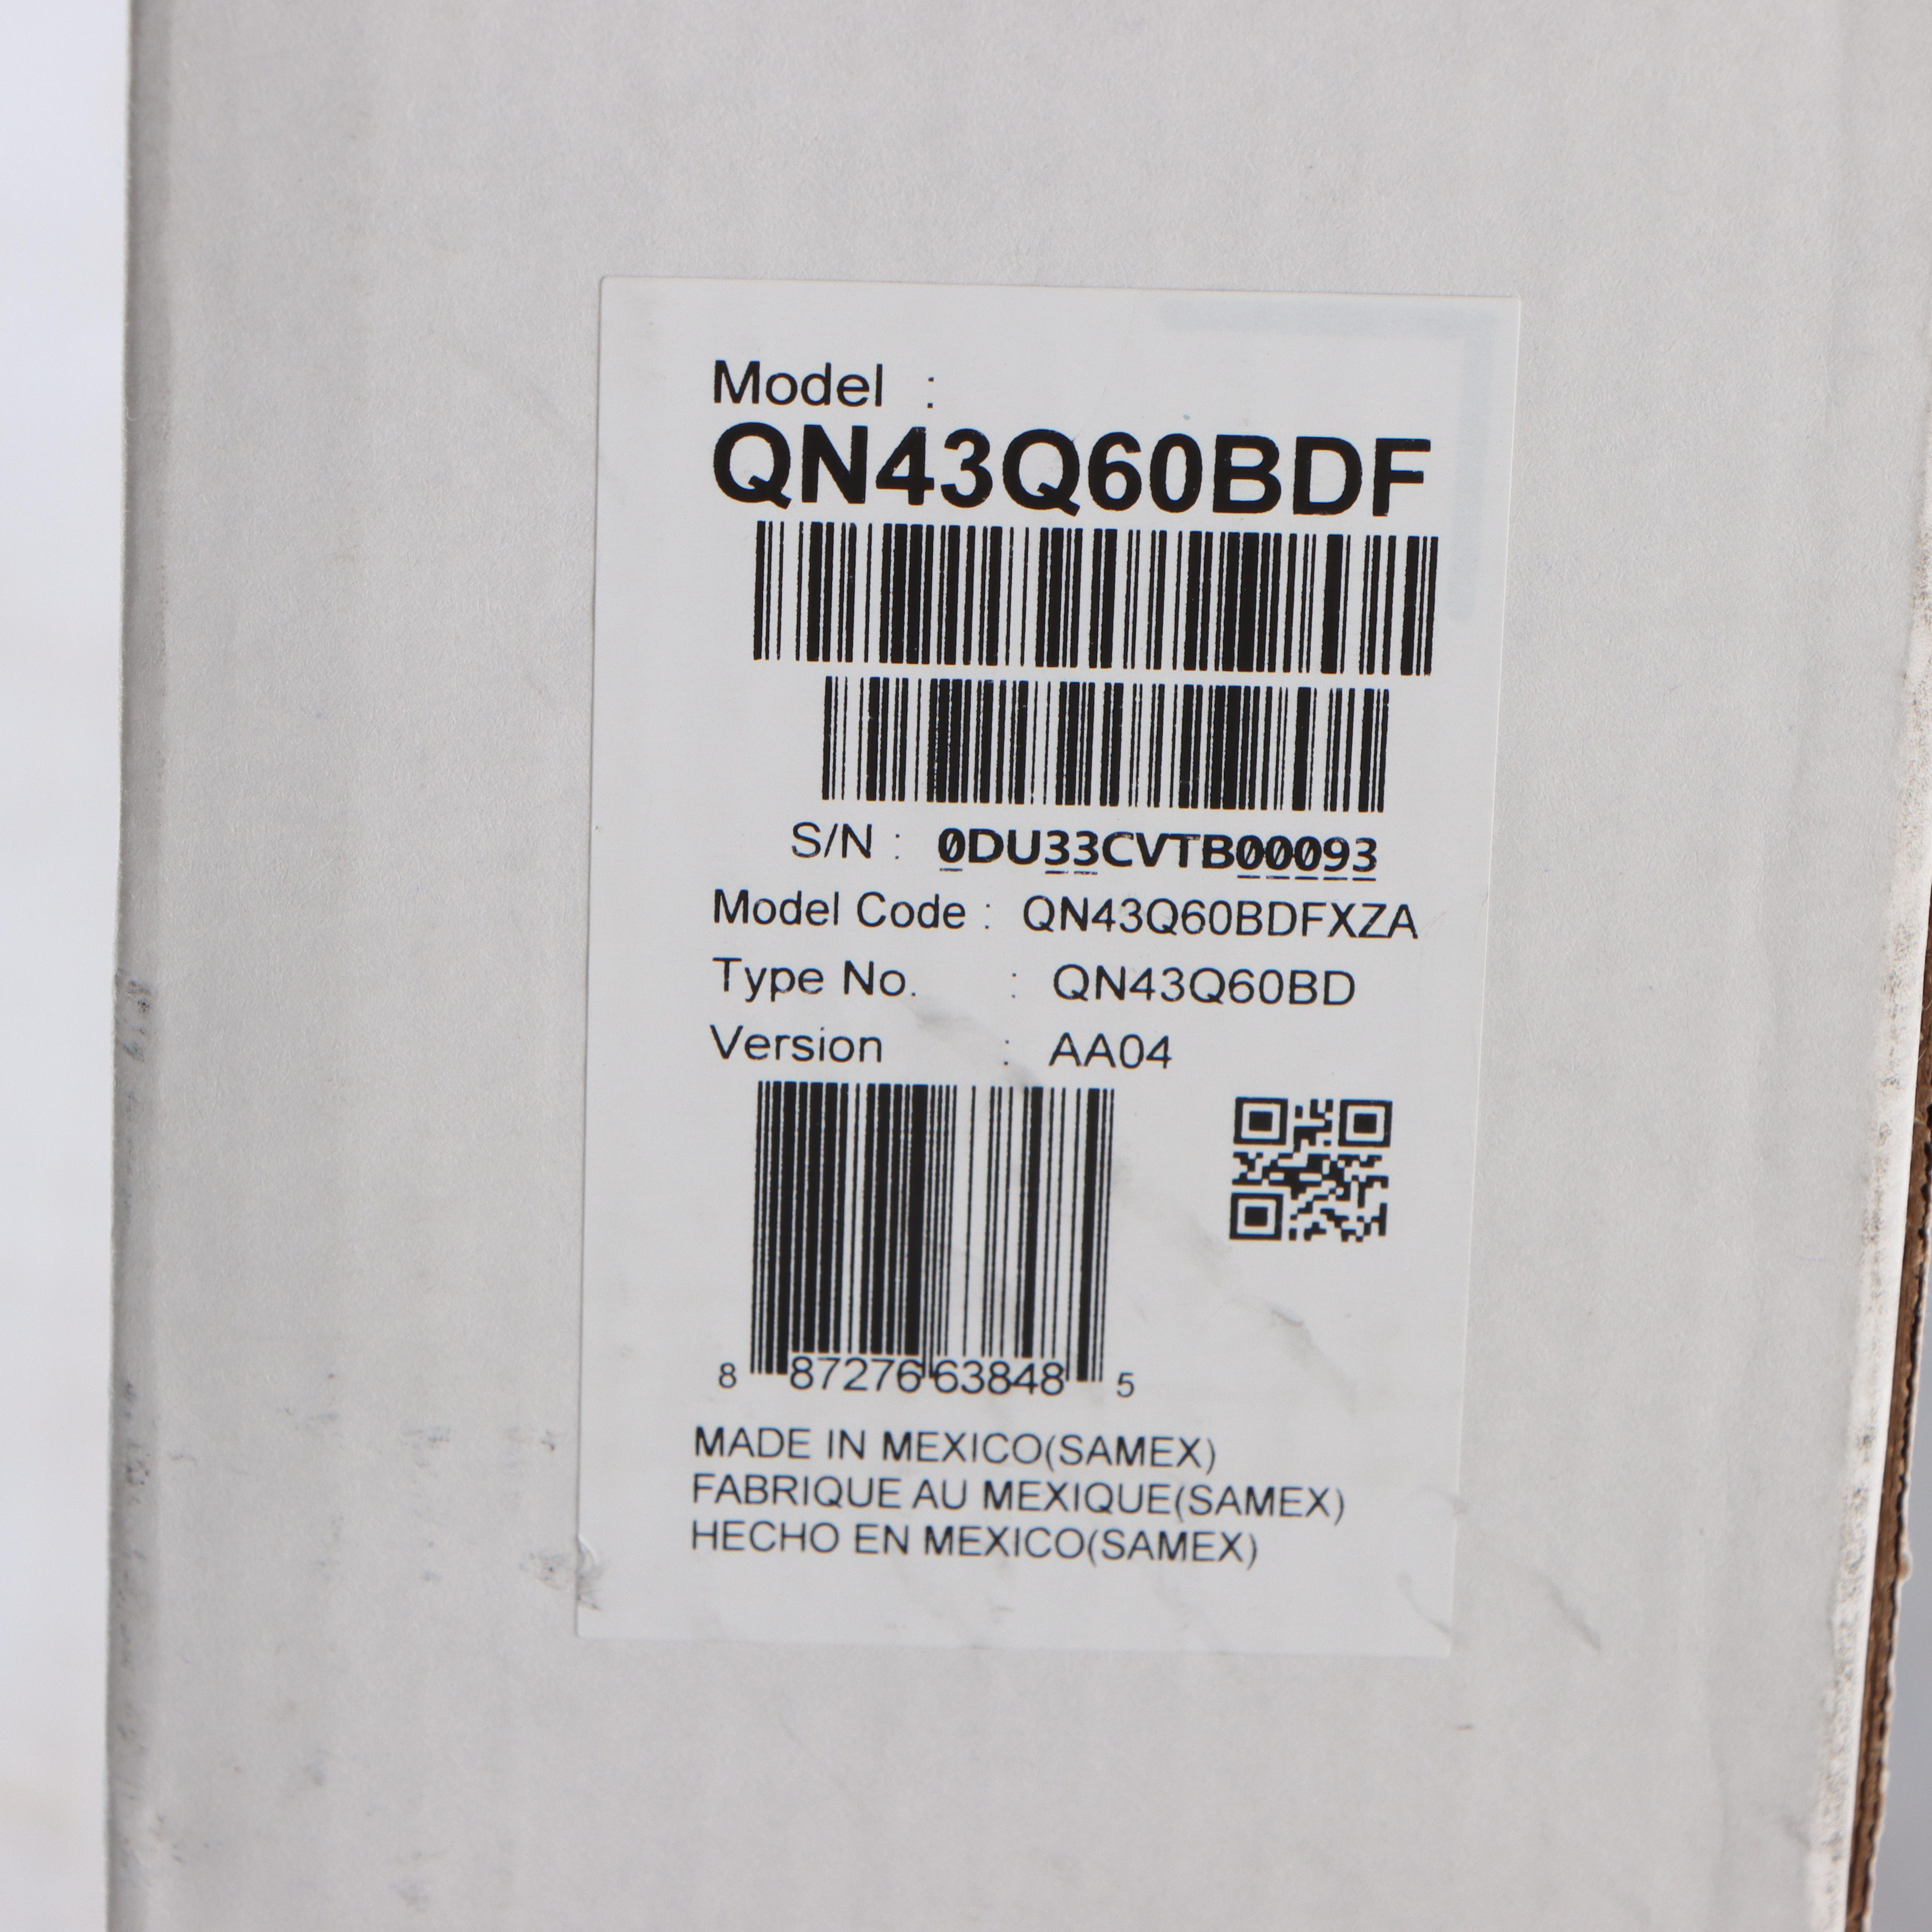 Model :
QN43Q60BDF
S/N : 0DU33CVTB00093
Model Code : QN43Q60BDFXZA
Type No. : QN43Q60BD
Version : AA04
8 87276 63848 5
MADE IN MEXICO(SAMEX)
FABRIQUE AU MEXIQUE(SAMEX)
HECHO EN MEXICO(SAMEX)